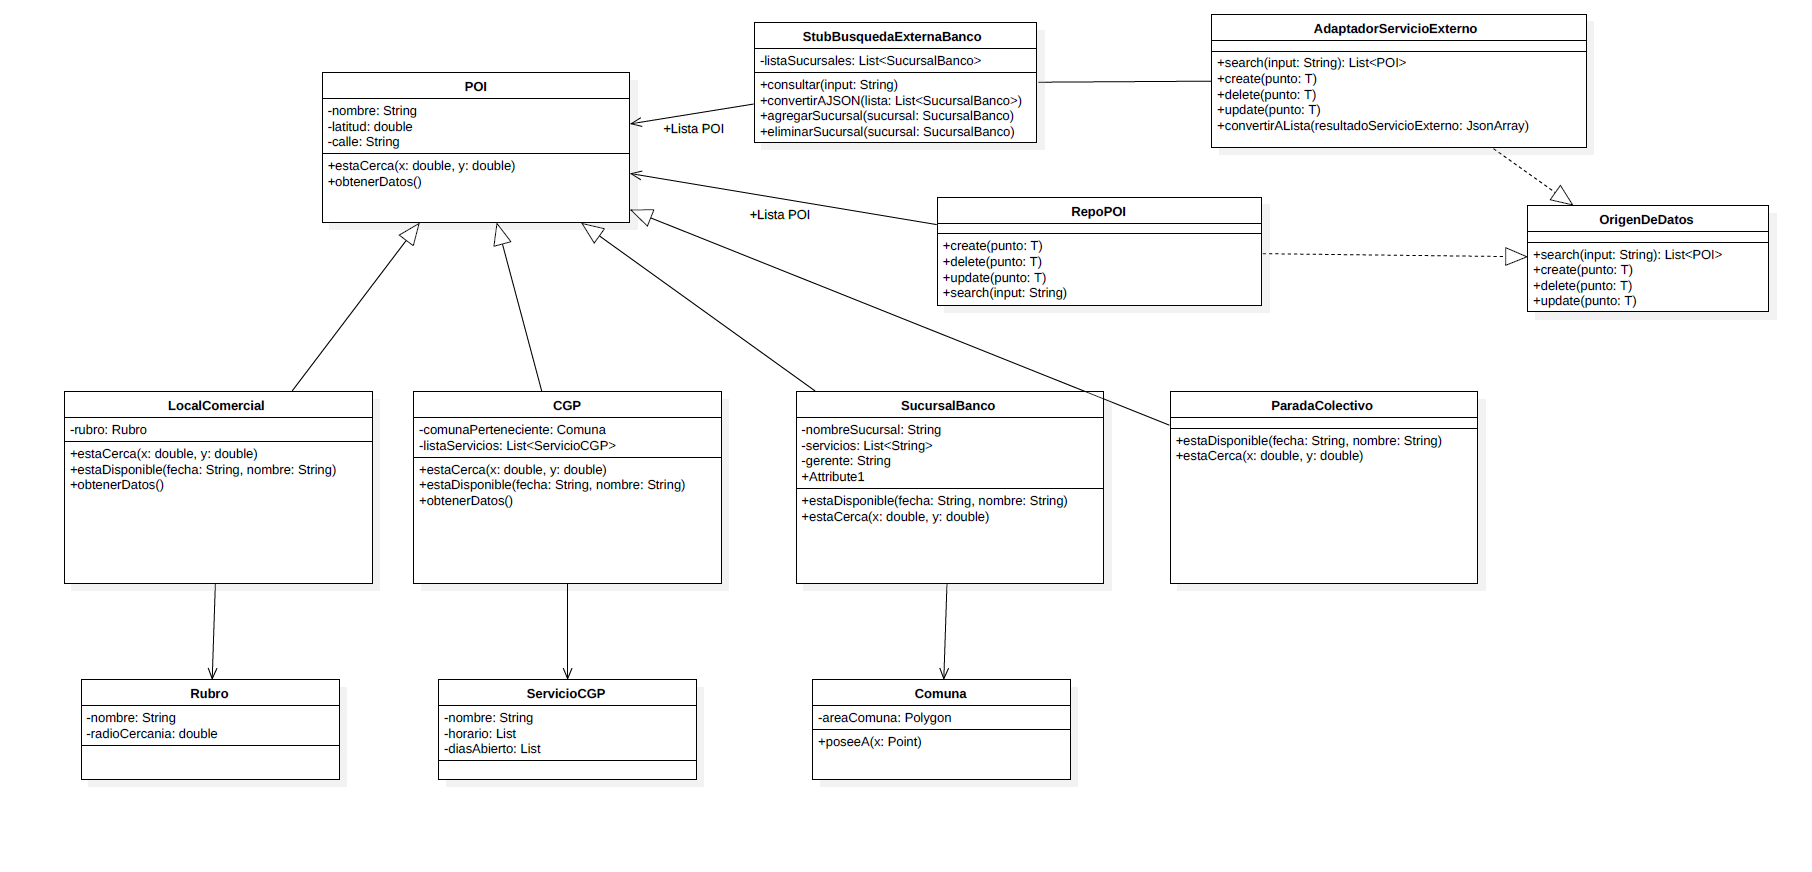 POI
-nombre: String
-latitud: double
-calle: String
+estaCerca(x: double, y: double)
+obtenerDatos()
StubBusquedaExternaBanco
-listaSucursales: List<SucursalBanco>
+consultar(input: String)
+convertirAJSON(lista: List<SucursalBanco>)
+agregarSucursal(sucursal: SucursalBanco)
+eliminarSucursal(sucursal: SucursalBanco)
AdaptadorServicioExterno
+search(input: String): List<POI>
+create(punto: T)
+delete(punto: T)
+update(punto: T)
+convertirALista(resultadoServicioExterno: JsonArray)
+Lista POI
+Lista POI
RepoPOI
+create(punto: T)
+delete(punto: T)
+update(punto: T)
+search(input: String)
OrigenDeDatos
+search(input: String): List<POI>
+create(punto: T)
+delete(punto: T)
+update(punto: T)
LocalComercial
-rubro: Rubro
+estaCerca(x: double, y: double)
+estaDisponible(fecha: String, nombre: String)
+obtenerDatos()
CGP
-comunaPerteneciente: Comuna
-listaServicios: List<ServicioCGP>
+estaCerca(x: double, y: double)
+estaDisponible(fecha: String, nombre: String)
+obtenerDatos()
SucursalBanco
-nombreSucursal: String
-servicios: List<String>
-gerente: String
+Attribute1
+estaDisponible(fecha: String, nombre: String)
+estaCerca(x: double, y: double)
ParadaColectivo
+estaDisponible(fecha: String, nombre: String)
+estaCerca(x: double, y: double)
Rubro
-nombre: String
-radioCercania: double
ServicioCGP
-nombre: String
-horario: List
-diasAbierto: List
Comuna
-areaComuna: Polygon
+poseeA(x: Point)